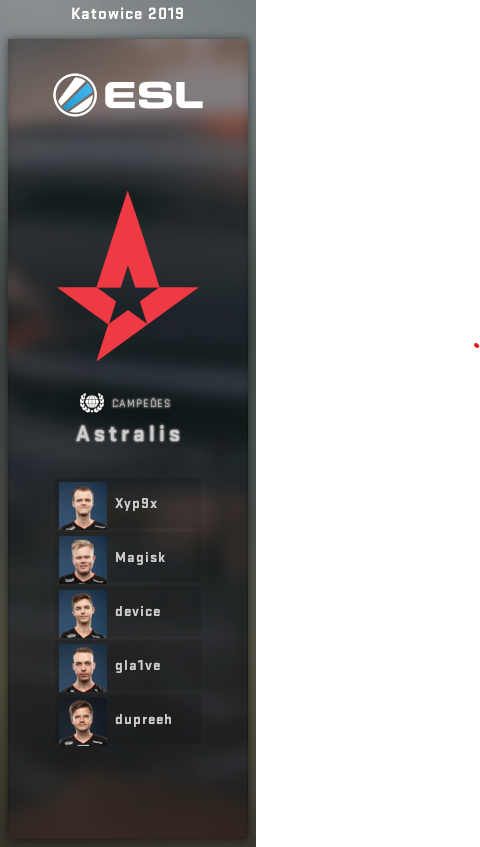 Katowice 2019
ESL
CAMPEÕES
Astralis
Xyp9x
Magisk
device
gla1ve
dupreeh